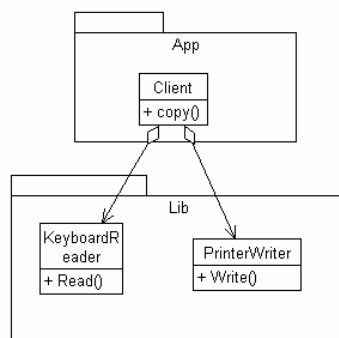 App
Client
+ copy()
Lib
KeyboardR
eader
+ Read()
PrinterWriter
+ Write()